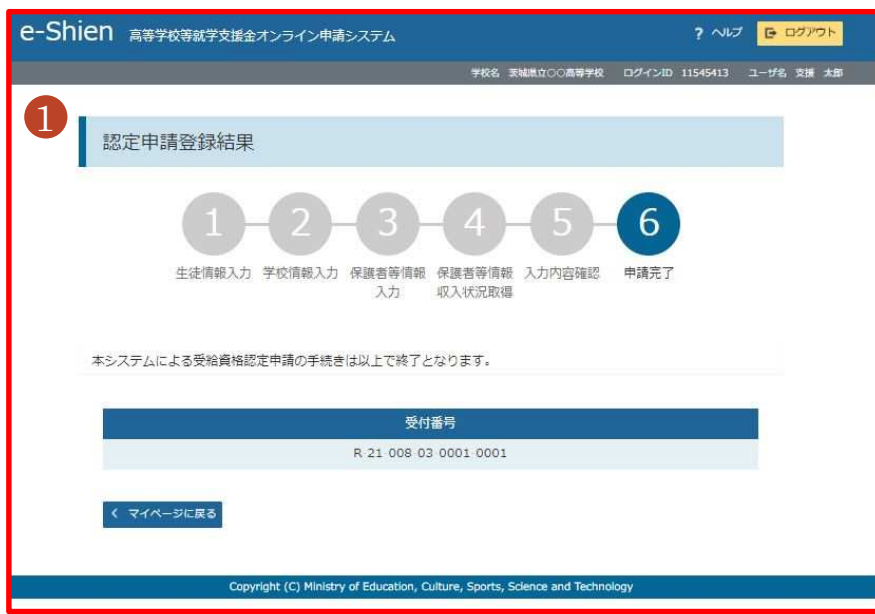 e-Shien 高等学校等就学支援金オンライン申請システム
? ヘルプ ログアウト
学校名 茨城県立○○高等学校 ログインID 11545413 ユーザ名 支援 太郎
1
認定申請登録結果
1 2 3 4 5 6
生徒情報入力 学校情報入力 保護者等情報入力 保護者等情報収入状況取得 入力内容確認 申請完了
本システムによる受給資格認定申請の手続きは以上で終了となります。
受付番号
R-21-008-03-0001-0001
マイページに戻る
Copyright (C) Ministry of Education, Culture, Sports, Science and Technology